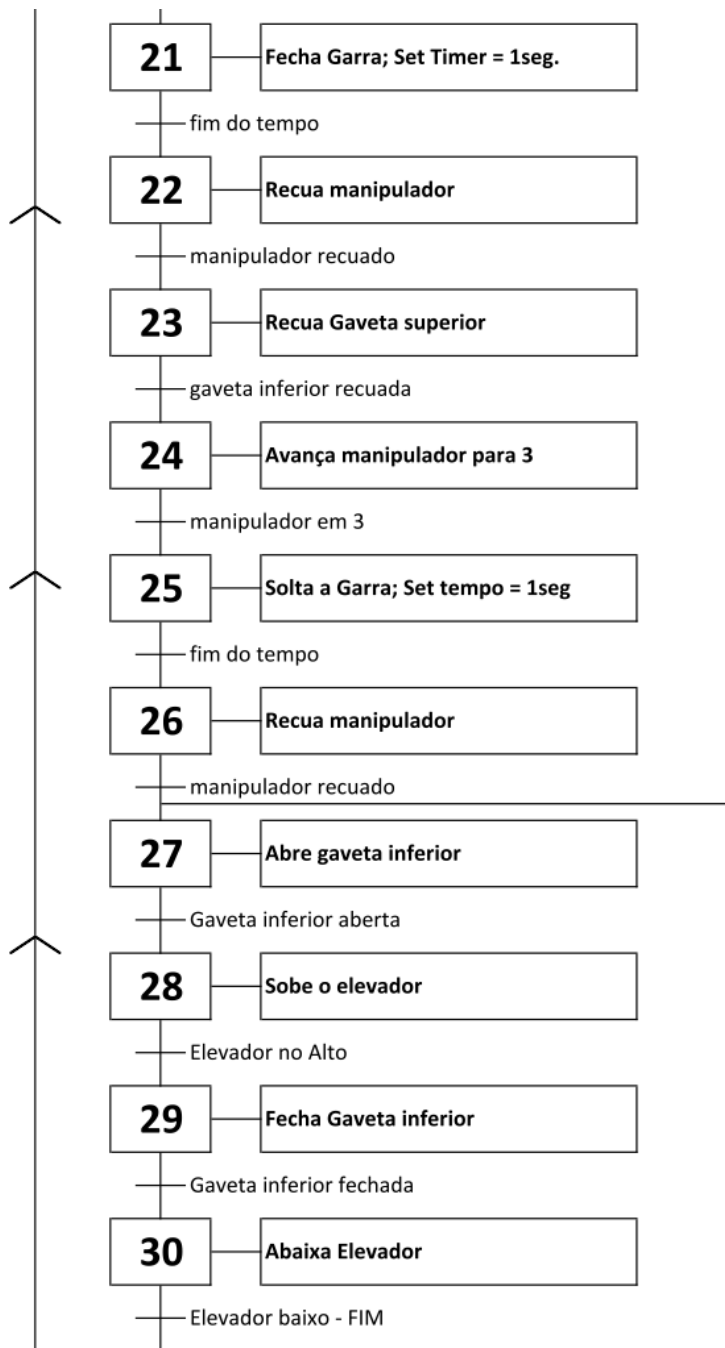 21 Fecha Garra; Set Timer = 1seg.
fim do tempo
22 Recua manipulador
manipulador recuado
23 Recua Gaveta superior
gaveta inferior recuada
24 Avança manipulador para 3
manipulador em 3
25 Solta a Garra; Set tempo = 1seg
fim do tempo
26 Recua manipulador
manipulador recuado
27 Abre gaveta inferior
Gaveta inferior aberta
28 Sobe o elevador
Elevador no Alto
29 Fecha Gaveta inferior
Gaveta inferior fechada
30 Abaixa Elevador
Elevador baixo - FIM